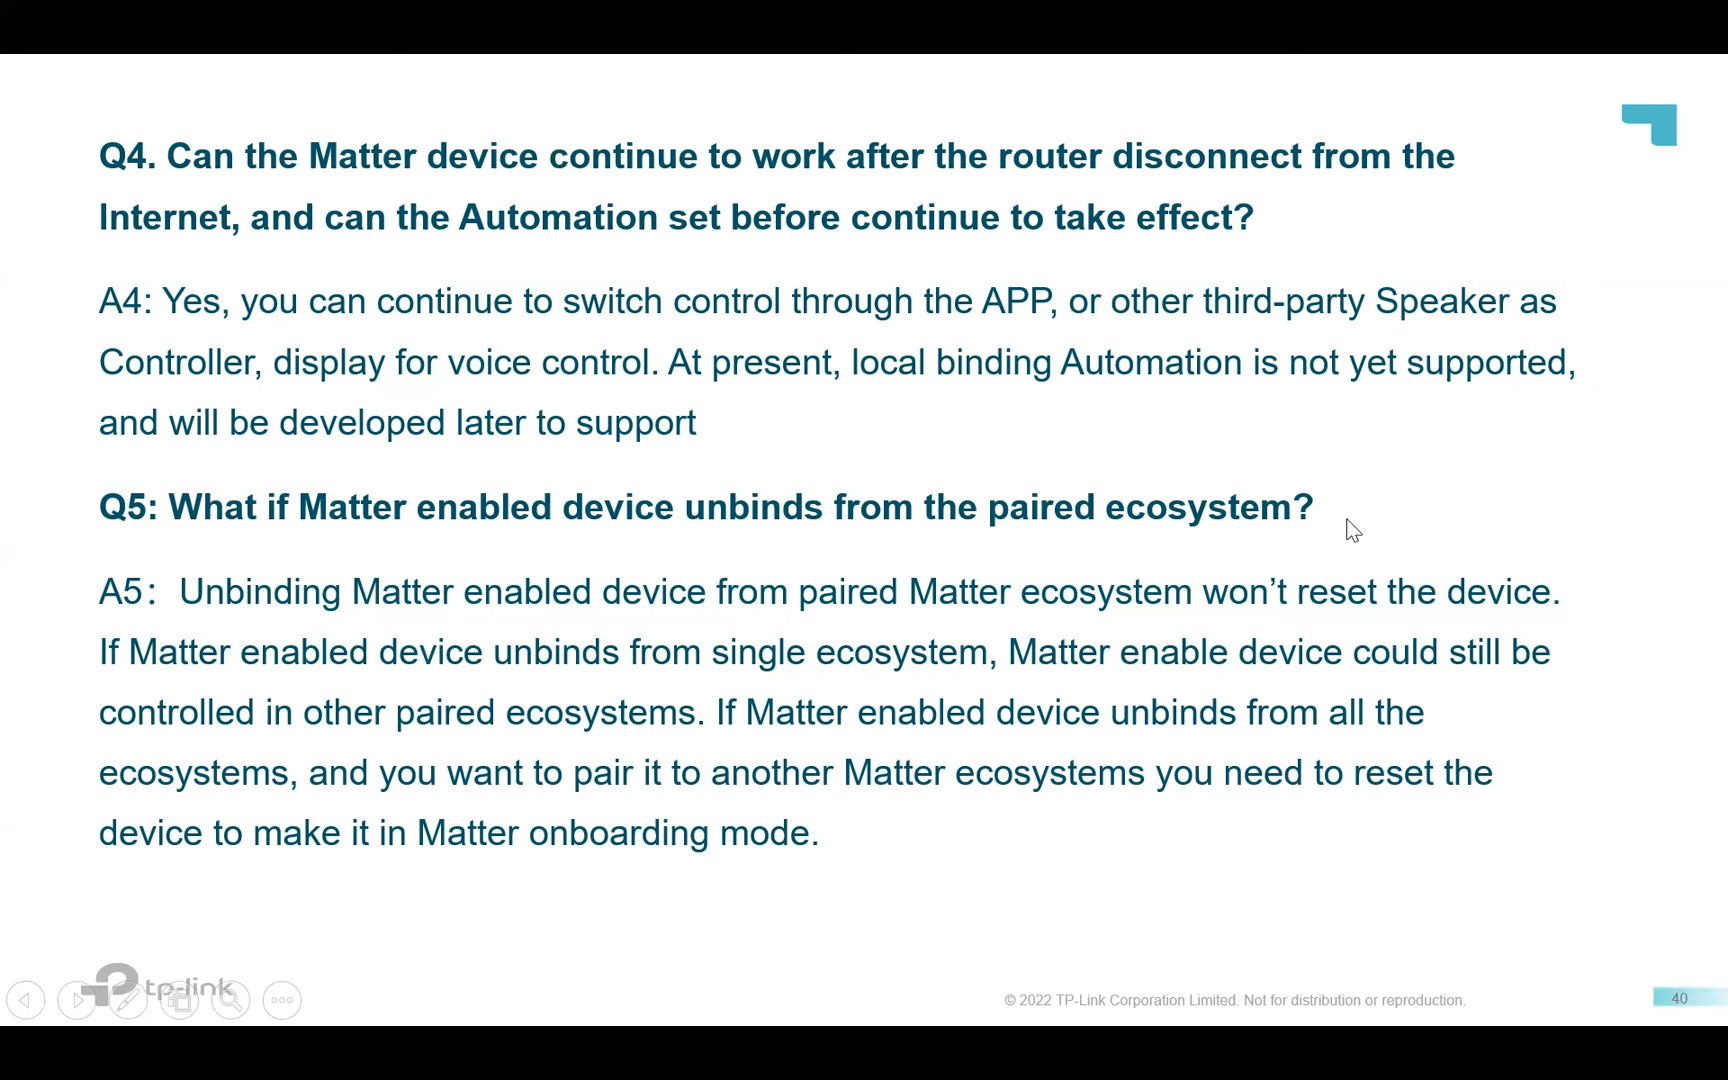 Q4. Can the Matter device continue to work after the router disconnect from the
Internet, and can the Automation set before continue to take effect?
A4: Yes, you can continue to switch control through the APP, or other third-party Speaker as
Controller, display for voice control. At present, local binding Automation is not yet supported,
and will be developed later to support
Q5: What if Matter enabled device unbinds from the paired ecosystem?
A5：Unbinding Matter enabled device from paired Matter ecosystem won’t reset the device.
If Matter enabled device unbinds from single ecosystem, Matter enable device could still be
controlled in other paired ecosystems. If Matter enabled device unbinds from all the
ecosystems, and you want to pair it to another Matter ecosystems you need to reset the
device to make it in Matter onboarding mode.
tp-link
© 2022 TP-Link Corporation Limited. Not for distribution or reproduction.
40